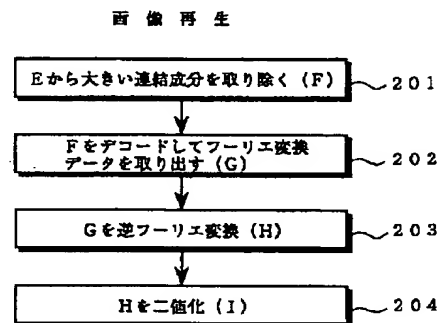 画像再生
Eから大きい連結成分を取り除く(F)
201
Fをデコードしてフーリエ変換
データを取り出す(G)
202
Gを逆フーリエ変換(H)
203
Hを二値化(I)
204